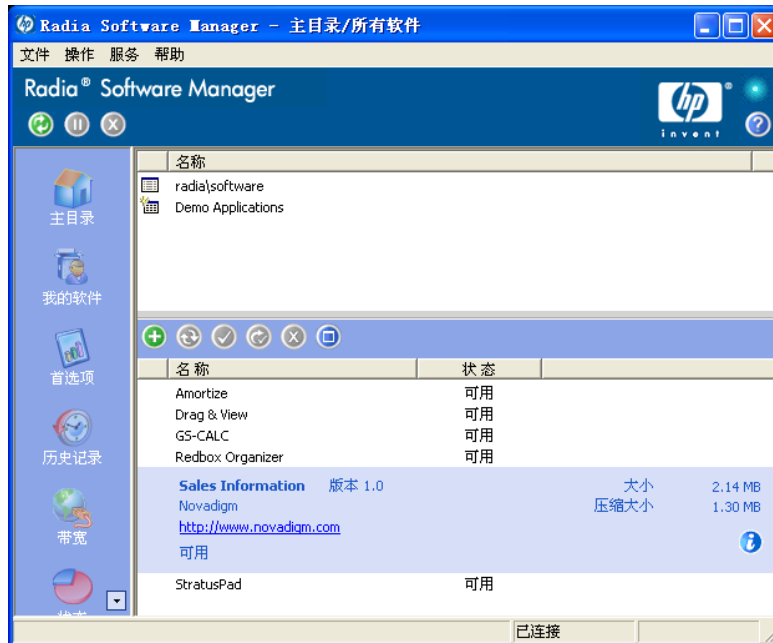 Radia Software Manager - 主目录/所有软件
文件 操作 服务 帮助
Radia® Software Manager
hp ®
invent
主目录
我的软件
首选项
历史记录
带宽
状态
名称
radia\software
Demo Applications
名称 状态
Amortize 可用
Drag & View 可用
GS-CALC 可用
Redbox Organizer 可用
Sales Information 版本 1.0 大小 2.14 MB
Novadigm 压缩大小 1.30 MB
http://www.novadigm.com
可用
StratusPad 可用
已连接